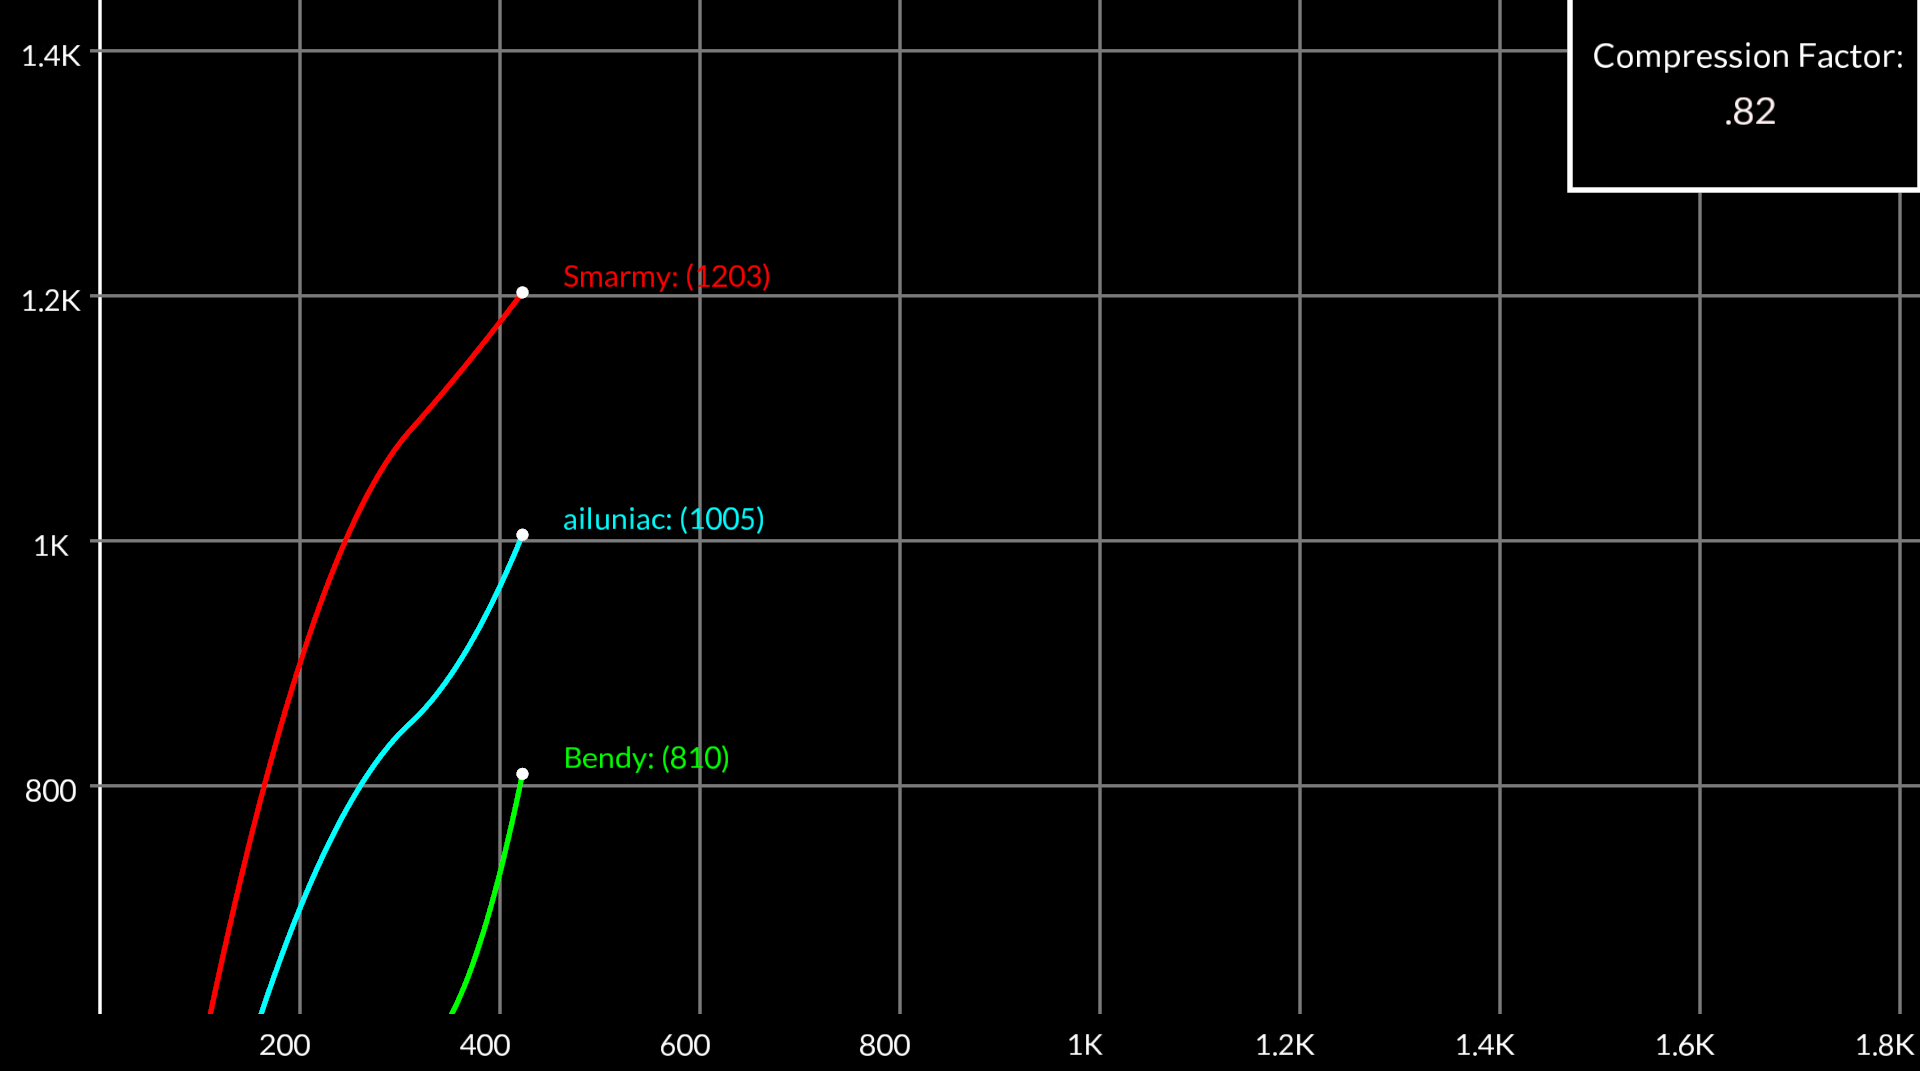 1.4K
Compression Factor:
.82
Smarmy: (1203)
1.2K
ailuniac: (1005)
1K
Bendy: (810)
800
200 400 600 800 1K 1.2K 1.4K 1.6K 1.8K